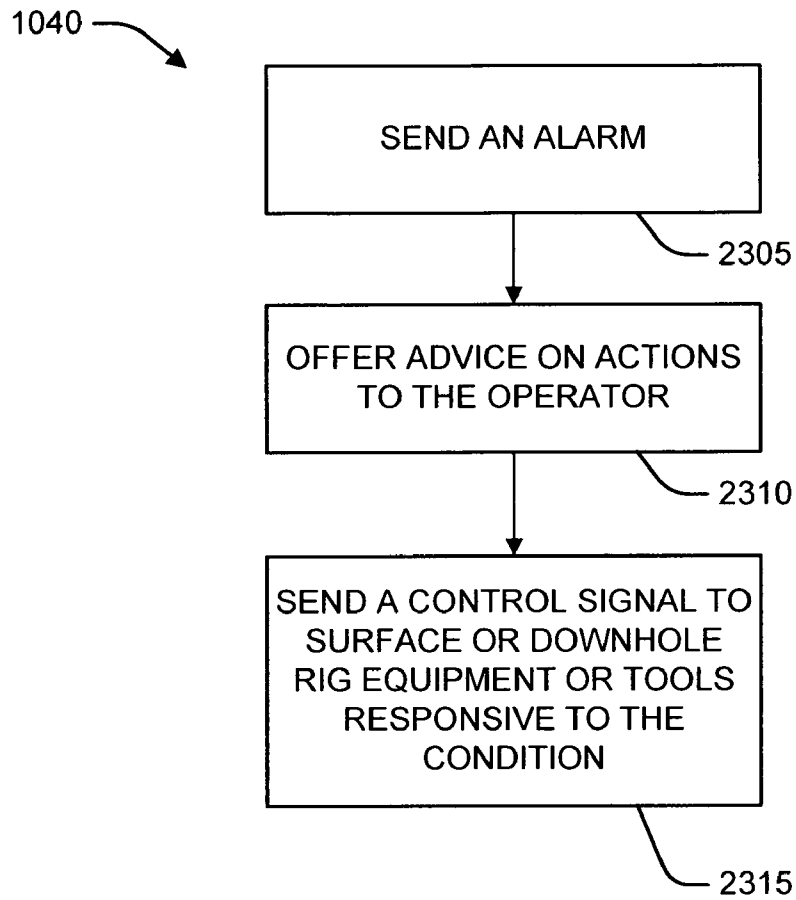 1040
SEND AN ALARM
2305
OFFER ADVICE ON ACTIONS
TO THE OPERATOR
2310
SEND A CONTROL SIGNAL TO
SURFACE OR DOWNHOLE
RIG EQUIPMENT OR TOOLS
RESPONSIVE TO THE
CONDITION
2315